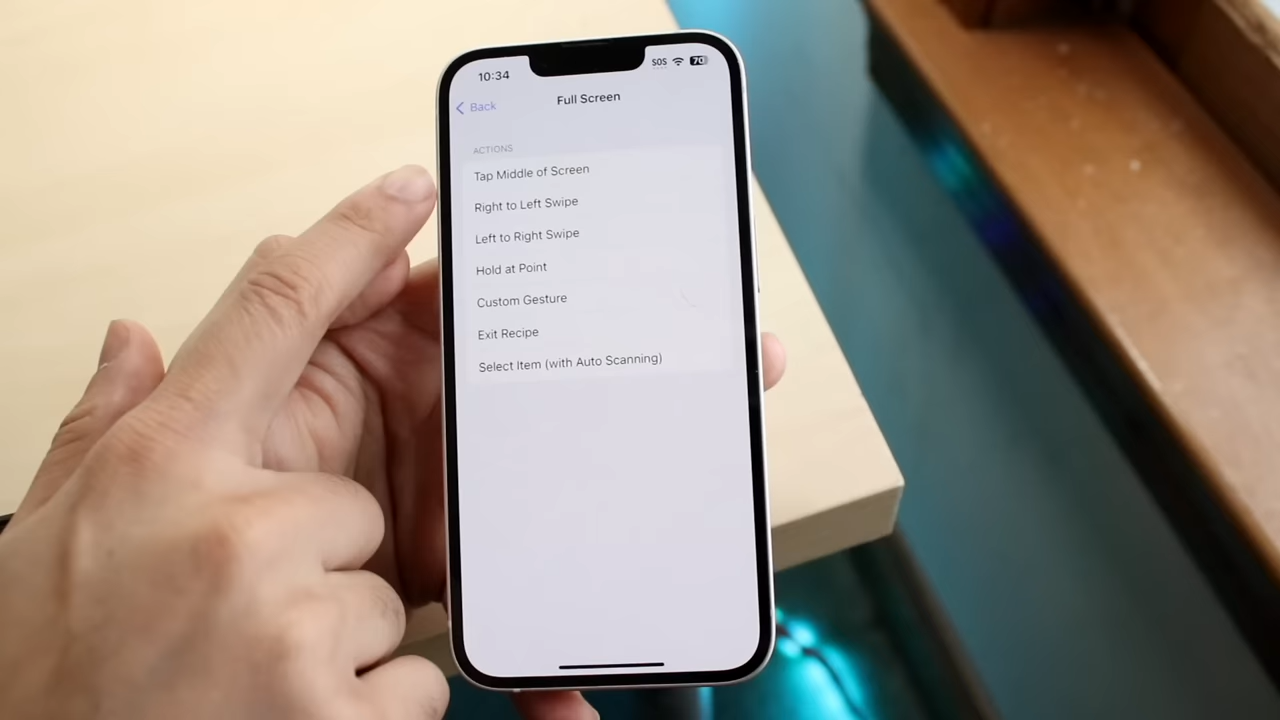 10:34
SOS
70
Back
Full Screen
ACTIONS
Tap Middle of Screen
Right to Left Swipe
Left to Right Swipe
Hold at Point
Custom Gesture
Exit Recipe
Select Item (with Auto Scanning)